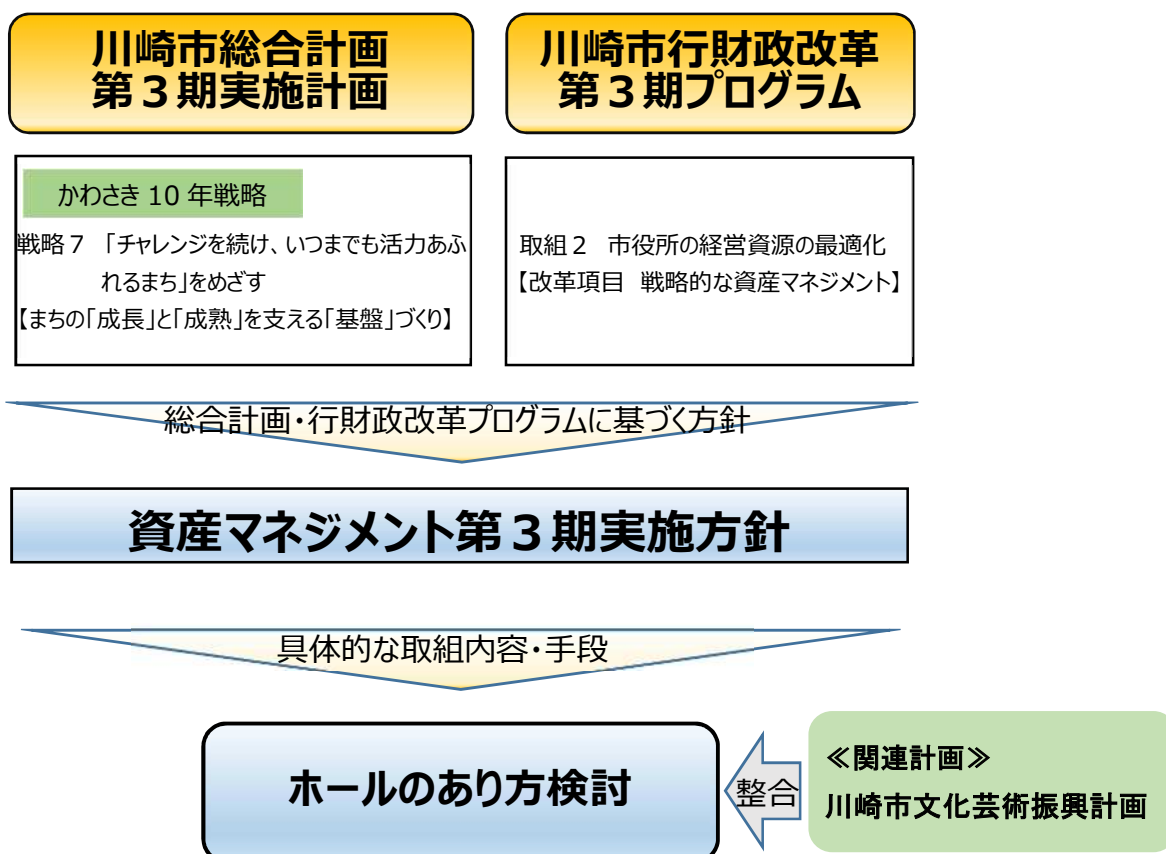 川崎市総合計画
第３期実施計画
川崎市行財政改革
第３期プログラム
かわさき 10 年戦略
戦略７ 「チャレンジを続け、いつまでも活力あふ
れるまち」をめざす
【まちの「成長」と「成熟」を支える「基盤」づくり】
取組２ 市役所の経営資源の最適化
【改革項目 戦略的な資産マネジメント】
総合計画・行財政改革プログラムに基づく方針
資産マネジメント第３期実施方針
具体的な取組内容・手段
ホールのあり方検討
整合
≪関連計画≫
川崎市文化芸術振興計画